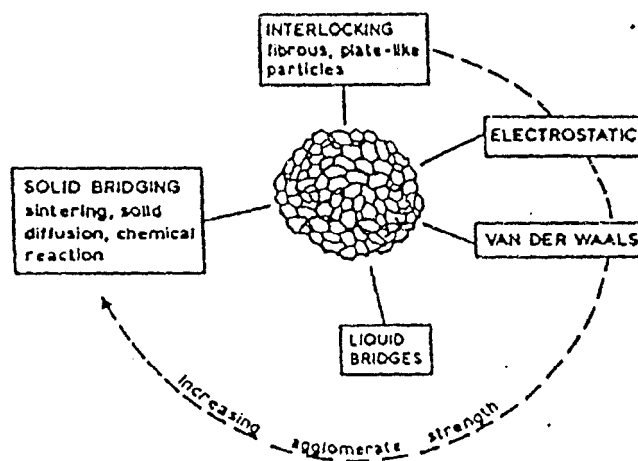 INTERLOCKING
fibrous, plate-like
particles
ELECTROSTATIC
SOLID BRIDGING
sintering, solid
diffusion, chemical
reaction
VAN DER WAALS
LIQUID
BRIDGES
Increasing agglomerate strength